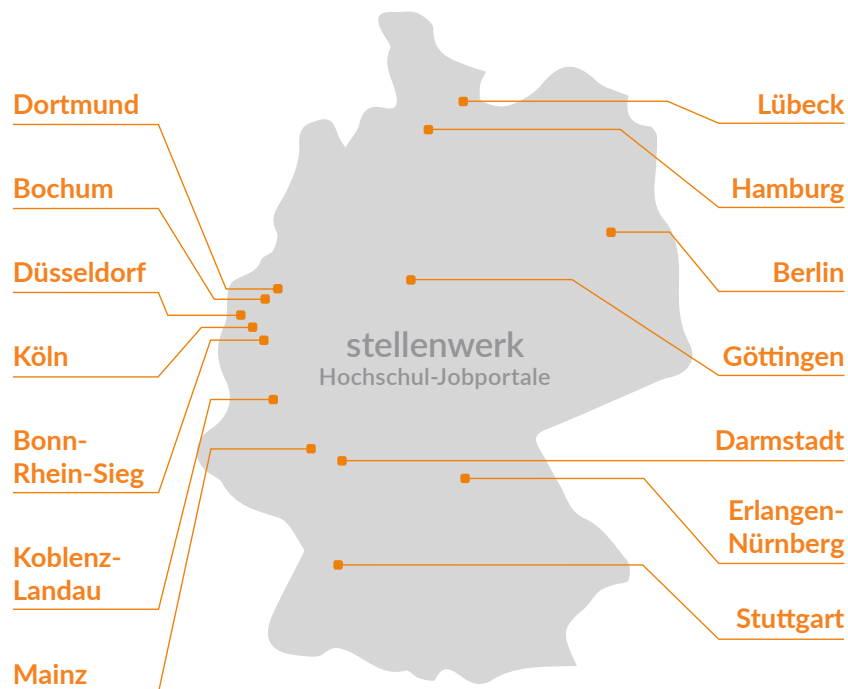 Dortmund
Bochum
Düsseldorf
Köln
Bonn-
Rhein-Sieg
Koblenz-
Landau
Mainz
stellenwerk
Hochschul-Jobportale
Lübeck
Hamburg
Berlin
Göttingen
Darmstadt
Erlangen-
Nürnberg
Stuttgart